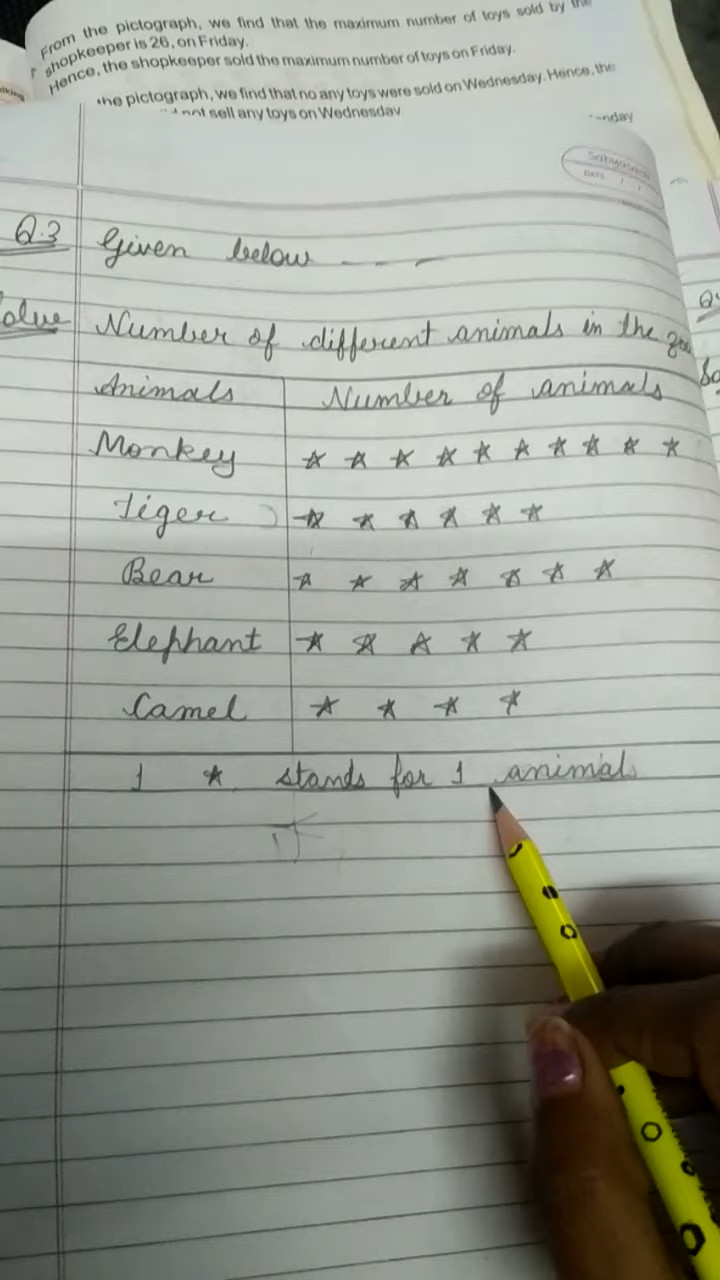 From the pictograph, we find that the maximum number of toys sold by the
shopkeeper is 26, on Friday.
Hence, the shopkeeper sold the maximum number of toys on Friday.
the pictograph, we find that no any toys were sold on Wednesday. Hence, the
not sell any toys on Wednesday
DATE
Q.3 Given below - - -
Number of different animals in the zoo
Animals Number of animals
Monkey ☆ ☆ ☆ ☆ ☆ ☆ ☆ ☆ ☆ ☆
Tiger ☆ ☆ ☆ ☆ ☆ ☆
Bear ☆ ☆ ☆ ☆ ☆ ☆ ☆
Elephant ☆ ☆ ☆ ☆ ☆
Camel ☆ ☆ ☆ ☆
1 ☆ stands for 1 animals